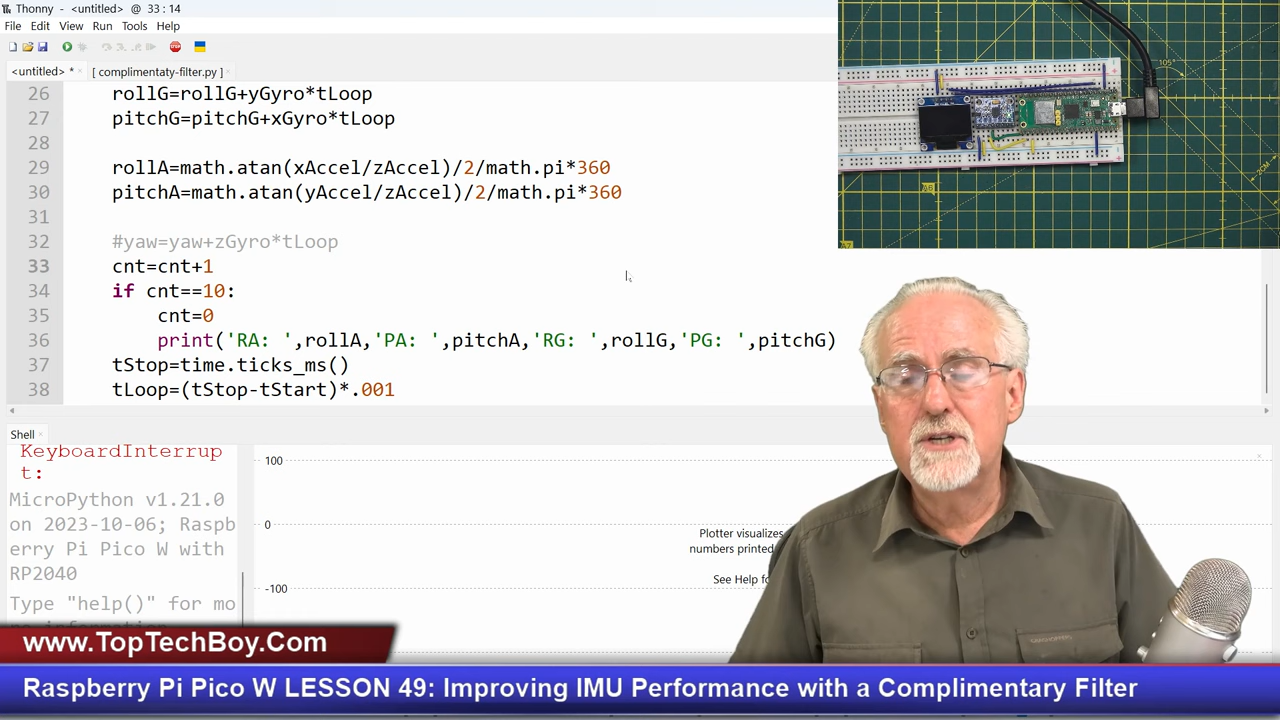 Thonny - <untitled> @ 33 : 14
File Edit View Run Tools Help
<untitled> *
[ complimentaty-filter.py ]
26 rollG=rollG+yGyro*tLoop
27 pitchG=pitchG+xGyro*tLoop
28
29 rollA=math.atan(xAccel/zAccel)/2/math.pi*360
30 pitchA=math.atan(yAccel/zAccel)/2/math.pi*360
31
32 #yaw=yaw+zGyro*tLoop
33 cnt=cnt+1
34 if cnt==10:
35 cnt=0
36 print('RA: ',rollA,'PA: ',pitchA,'RG: ',rollG,'PG: ',pitchG)
37 tStop=time.ticks_ms()
38 tLoop=(tStop-tStart)*.001
105°
Shell
KeyboardInterrup
t:
MicroPython v1.21.0
on 2023-10-06; Raspb
erry Pi Pico W with
RP2040
Type "help()" for mo
100
0
-100
Plotter visualizes
numbers printed
See Help fo
www.TopTechBoy.Com
Raspberry Pi Pico W LESSON 49: Improving IMU Performance with a Complimentary Filter